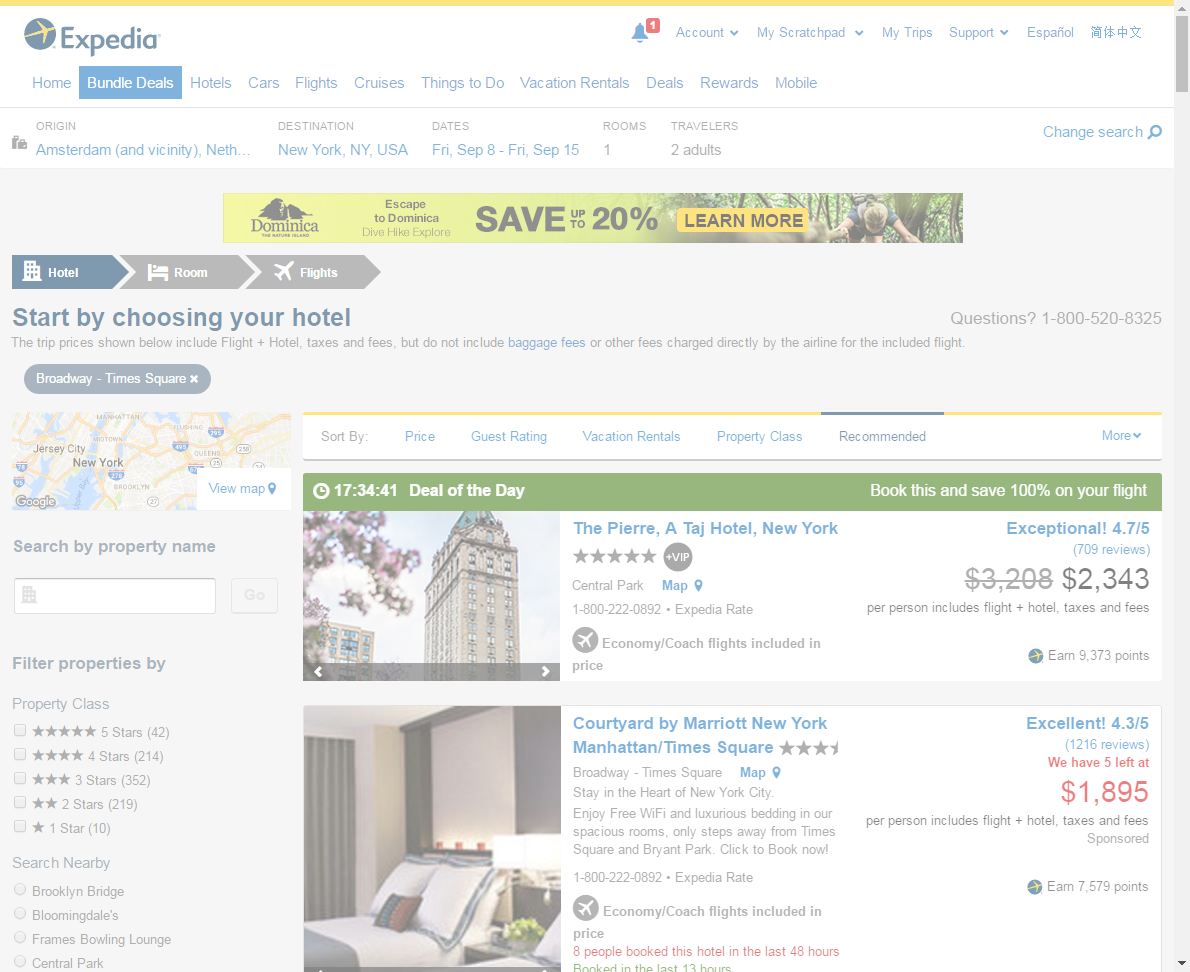 Expedia
1
Account
My Scratchpad
My Trips
Support
Español
简体中文
Home
Bundle Deals
Hotels
Cars
Flights
Cruises
Things to Do
Vacation Rentals
Deals
Rewards
Mobile
ORIGIN
Amsterdam (and vicinity), Neth...
DESTINATION
New York, NY, USA
DATES
Fri, Sep 8 - Fri, Sep 15
ROOMS
1
TRAVELERS
2 adults
Change search
Dominica
THE NATURE ISLAND
Escape
to Dominica
Dive Hike Explore
SAVE UP TO 20%
LEARN MORE
Hotel
Room
Flights
Start by choosing your hotel
Questions? 1-800-520-8325
The trip prices shown below include Flight + Hotel, taxes and fees, but do not include baggage fees or other fees charged directly by the airline for the included flight.
Broadway - Times Square ×
MANHATTAN
FLUSHING
295
Jersey City
MIDTOWN
495
QUEENS
25B
New York
25
24
78
278
678
95
BROOKLYN
27
Google
View map
Sort By:
Price
Guest Rating
Vacation Rentals
Property Class
Recommended
More
17:34:41 Deal of the Day
Book this and save 100% on your flight
Search by property name
Go
Filter properties by
Property Class
★★★★★ 5 Stars (42)
★★★★ 4 Stars (214)
★★★ 3 Stars (352)
★★ 2 Stars (219)
★ 1 Star (10)
Search Nearby
Brooklyn Bridge
Bloomingdale's
Frames Bowling Lounge
Central Park
The Pierre, A Taj Hotel, New York
+VIP
Central Park
Map
1-800-222-0892 • Expedia Rate
Economy/Coach flights included in
price
Exceptional! 4.7/5
(709 reviews)
$3,208 $2,343
per person includes flight + hotel, taxes and fees
Earn 9,373 points
Courtyard by Marriott New York
Manhattan/Times Square
Broadway - Times Square
Map
Stay in the Heart of New York City.
Enjoy Free WiFi and luxurious bedding in our
spacious rooms, only steps away from Times
Square and Bryant Park. Click to Book now!
1-800-222-0892 • Expedia Rate
Economy/Coach flights included in
price
8 people booked this hotel in the last 48 hours
Booked in the last 13 hours
Excellent! 4.3/5
(1216 reviews)
We have 5 left at
$1,895
per person includes flight + hotel, taxes and fees
Sponsored
Earn 7,579 points